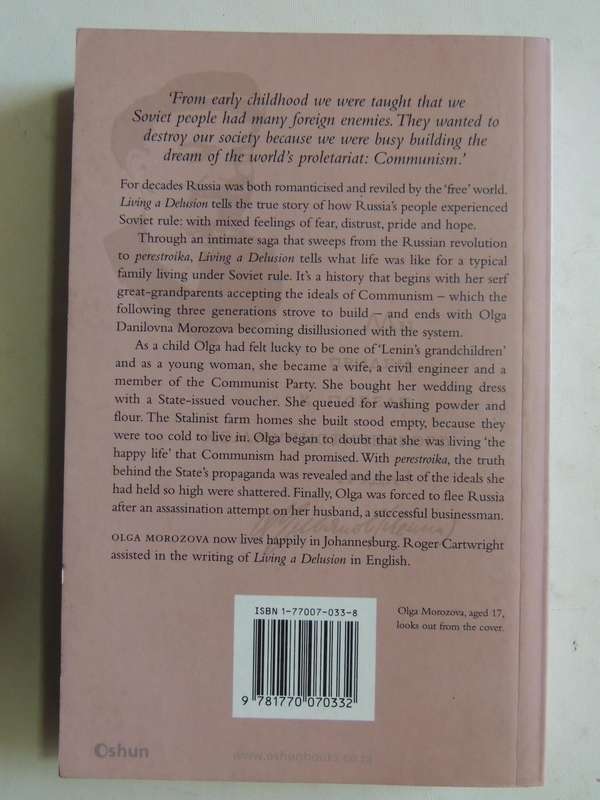 ‘From early childhood we were taught that we
Soviet people had many foreign enemies. They wanted to
destroy our society because we were busy building the
dream of the world’s proletariat: Communism.’
For decades Russia was both romanticised and reviled by the ‘free’ world.
Living a Delusion tells the true story of how Russia’s people experienced
Soviet rule: with mixed feelings of fear, distrust, pride and hope.
Through an intimate saga that sweeps from the Russian revolution
to perestroika, Living a Delusion tells what life was like for a typical
family living under Soviet rule. It’s a history that begins with her serf
great-grandparents accepting the ideals of Communism – which the
following three generations strove to build – and ends with Olga
Danilovna Morozova becoming disillusioned with the system.
As a child Olga had felt lucky to be one of ‘Lenin’s grandchildren’
and as a young woman, she became a wife, a civil engineer and a
member of the Communist Party. She bought her wedding dress
with a State-issued voucher. She queued for washing powder and
flour. The Stalinist farm homes she built stood empty, because they
were too cold to live in. Olga began to doubt that she was living ‘the
happy life’ that Communism had promised. With perestroika, the truth
behind the State’s propaganda was revealed and the last of the ideals she
had held so high were shattered. Finally, Olga was forced to flee Russia
after an assassination attempt on her husband, a successful businessman.
OLGA MOROZOVA now lives happily in Johannesburg. Roger Cartwright
assisted in the writing of Living a Delusion in English.
ISBN 1-77007-033-8
9 781770 070332
Olga Morozova, aged 17,
looks out from the cover.
Oshun
www.oshunbooks.co.za